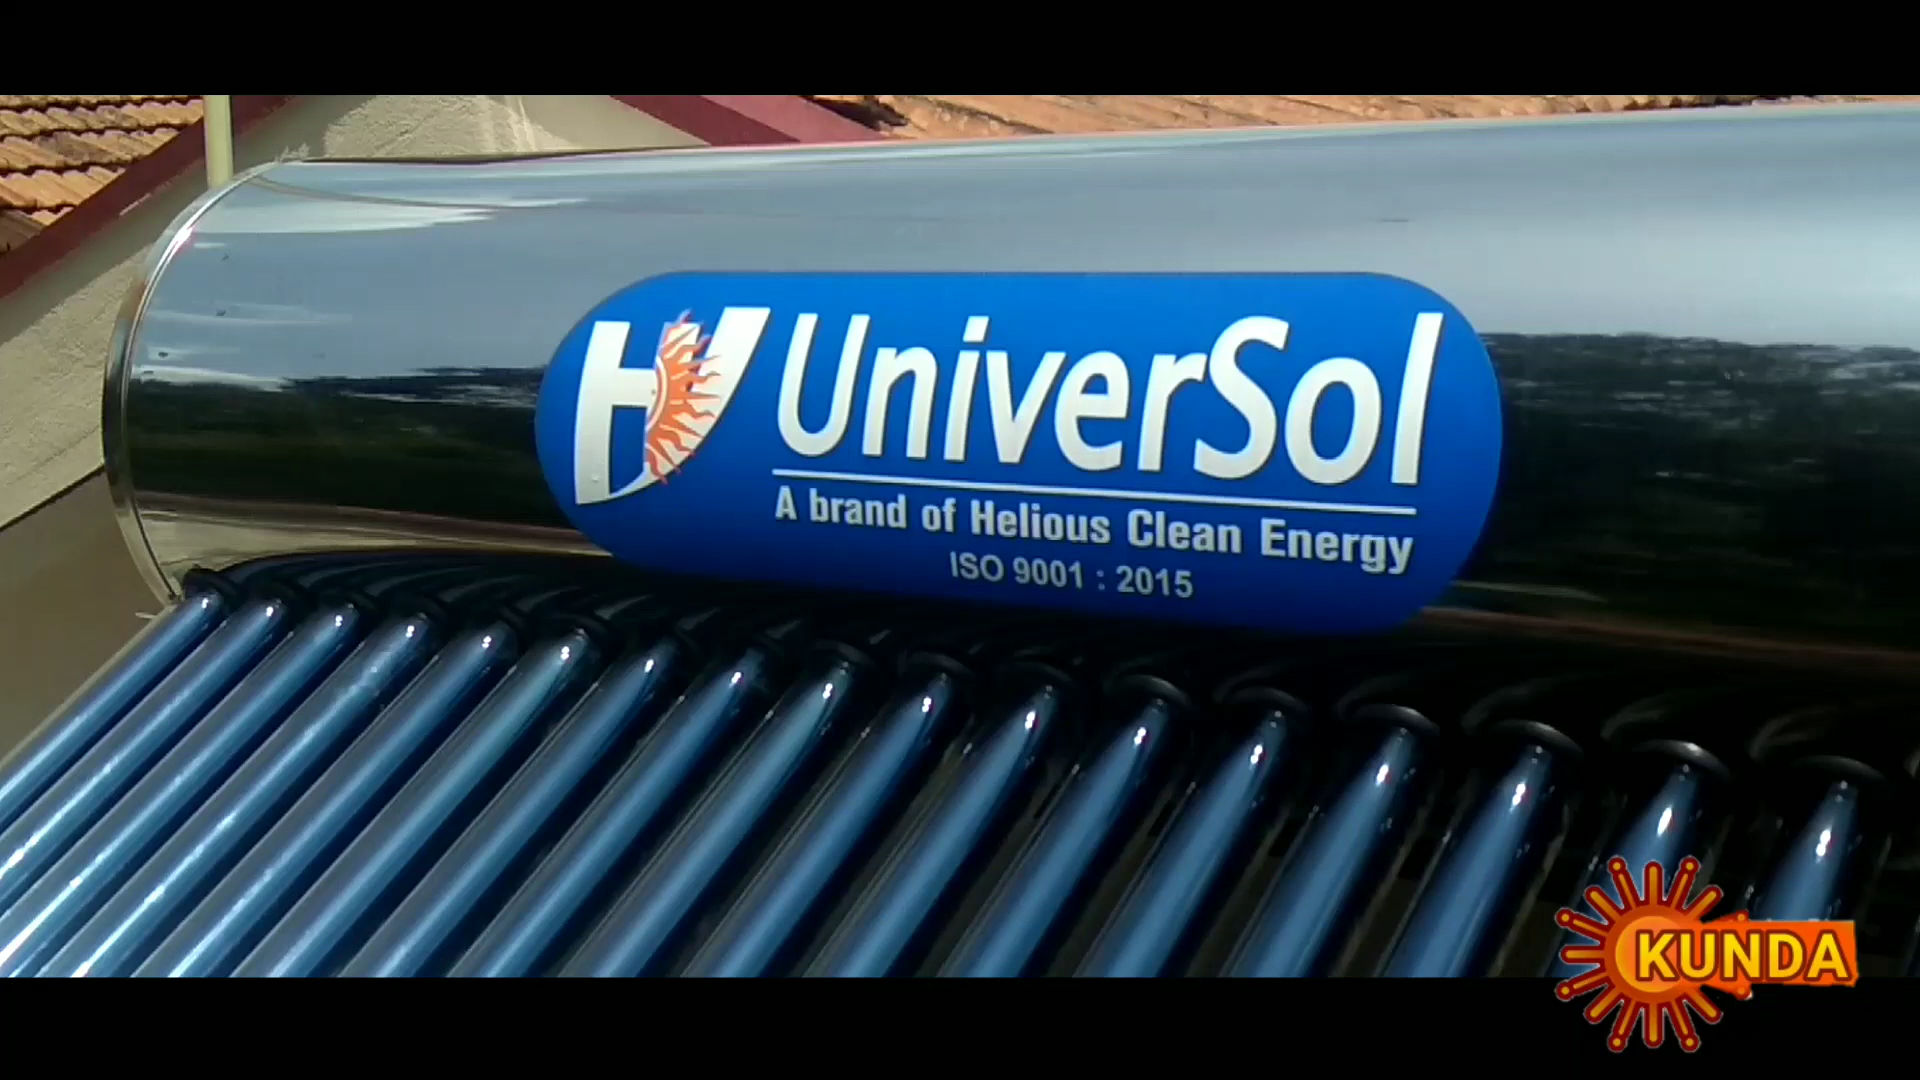 H UniverSol
A brand of Helious Clean Energy
ISO 9001 : 2015
KUNDA